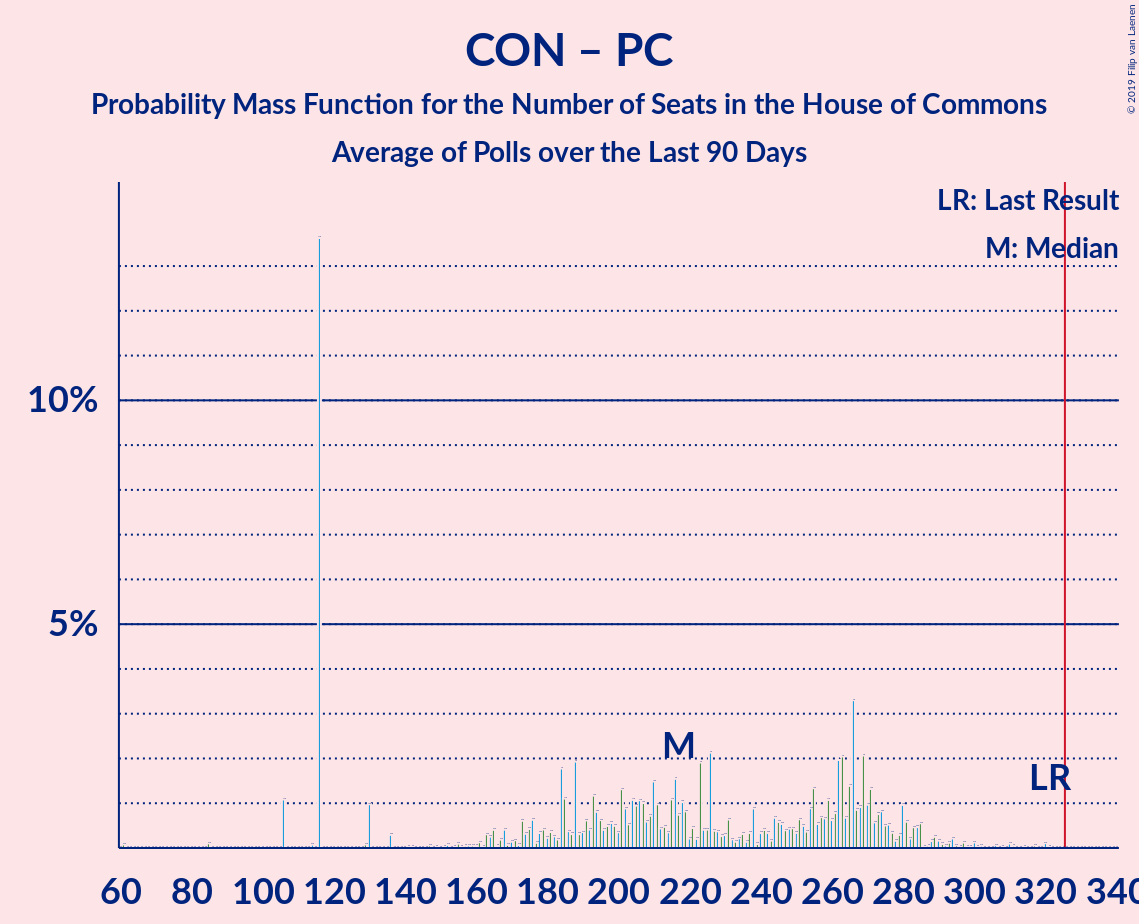 CON – PC
Probability Mass Function for the Number of Seats in the House of Commons
Average of Polls over the Last 90 Days
© 2019 Filip van Laenen
LR: Last Result
M: Median
10%
5%
M
LR
60 80 100 120 140 160 180 200 220 240 260 280 300 320 340